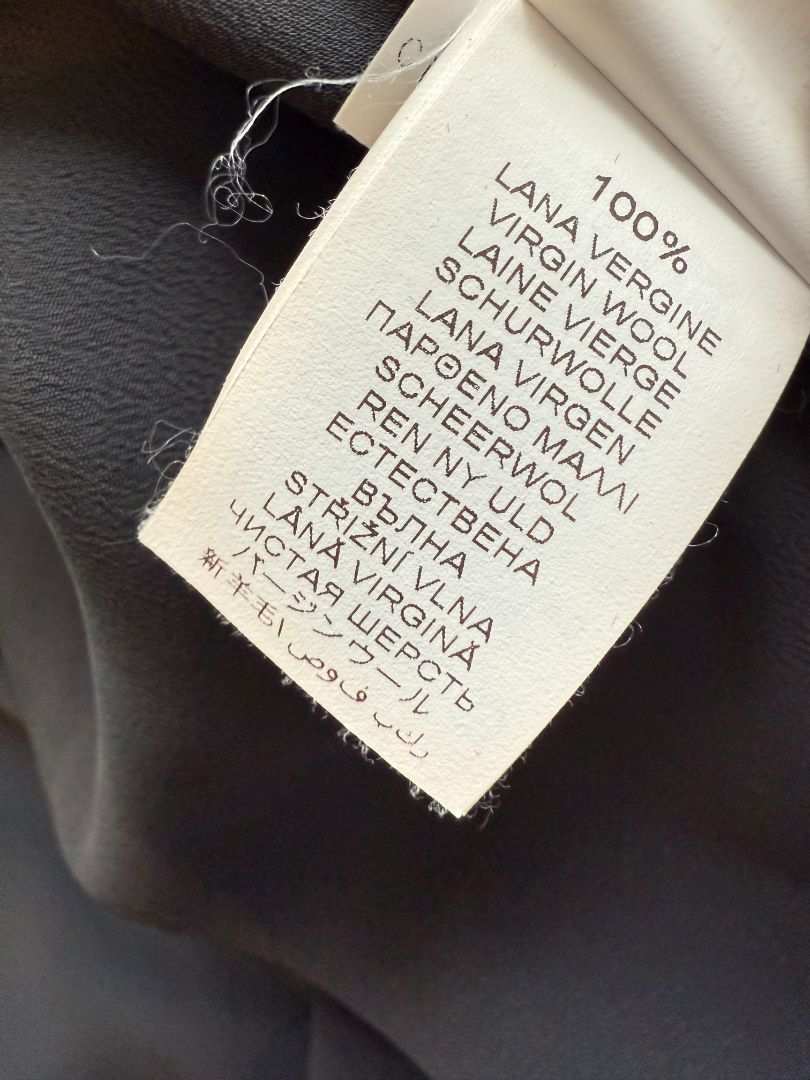 100%
LANA VERGINE
VIRGIN WOOL
LAINE VIERGE
SCHURWOLLE
LANA VIRGEN
ΠΑΡΘΕΝΟ ΜΑΛΛΙ
SCHEERWOL
REN NY ULD
ЕСТЕСТВЕНА
ВЪЛНА
STŘIŽNÍ VLNA
LÂNĂ VIRGINĂ
ЧИСТАЯ ШЕРСТЬ
バージンウール
新羊毛\ ص و ف ب ك ر